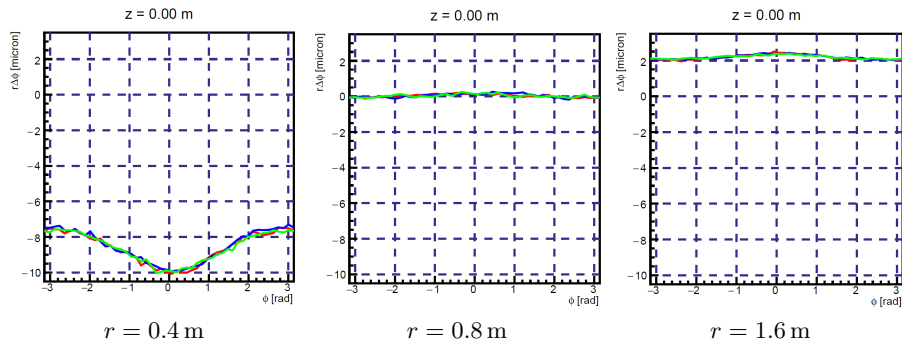 z = 0.00 m
rΔϕ [micron]
2
0
−2
−4
−6
−8
−10
−3 −2 −1 0 1 2 3
ϕ [rad]
r = 0.4 m
z = 0.00 m
rΔϕ [micron]
2
0
−2
−4
−6
−8
−10
−3 −2 −1 0 1 2 3
ϕ [rad]
r = 0.8 m
z = 0.00 m
rΔϕ [micron]
2
0
−2
−4
−6
−8
−10
−3 −2 −1 0 1 2 3
ϕ [rad]
r = 1.6 m